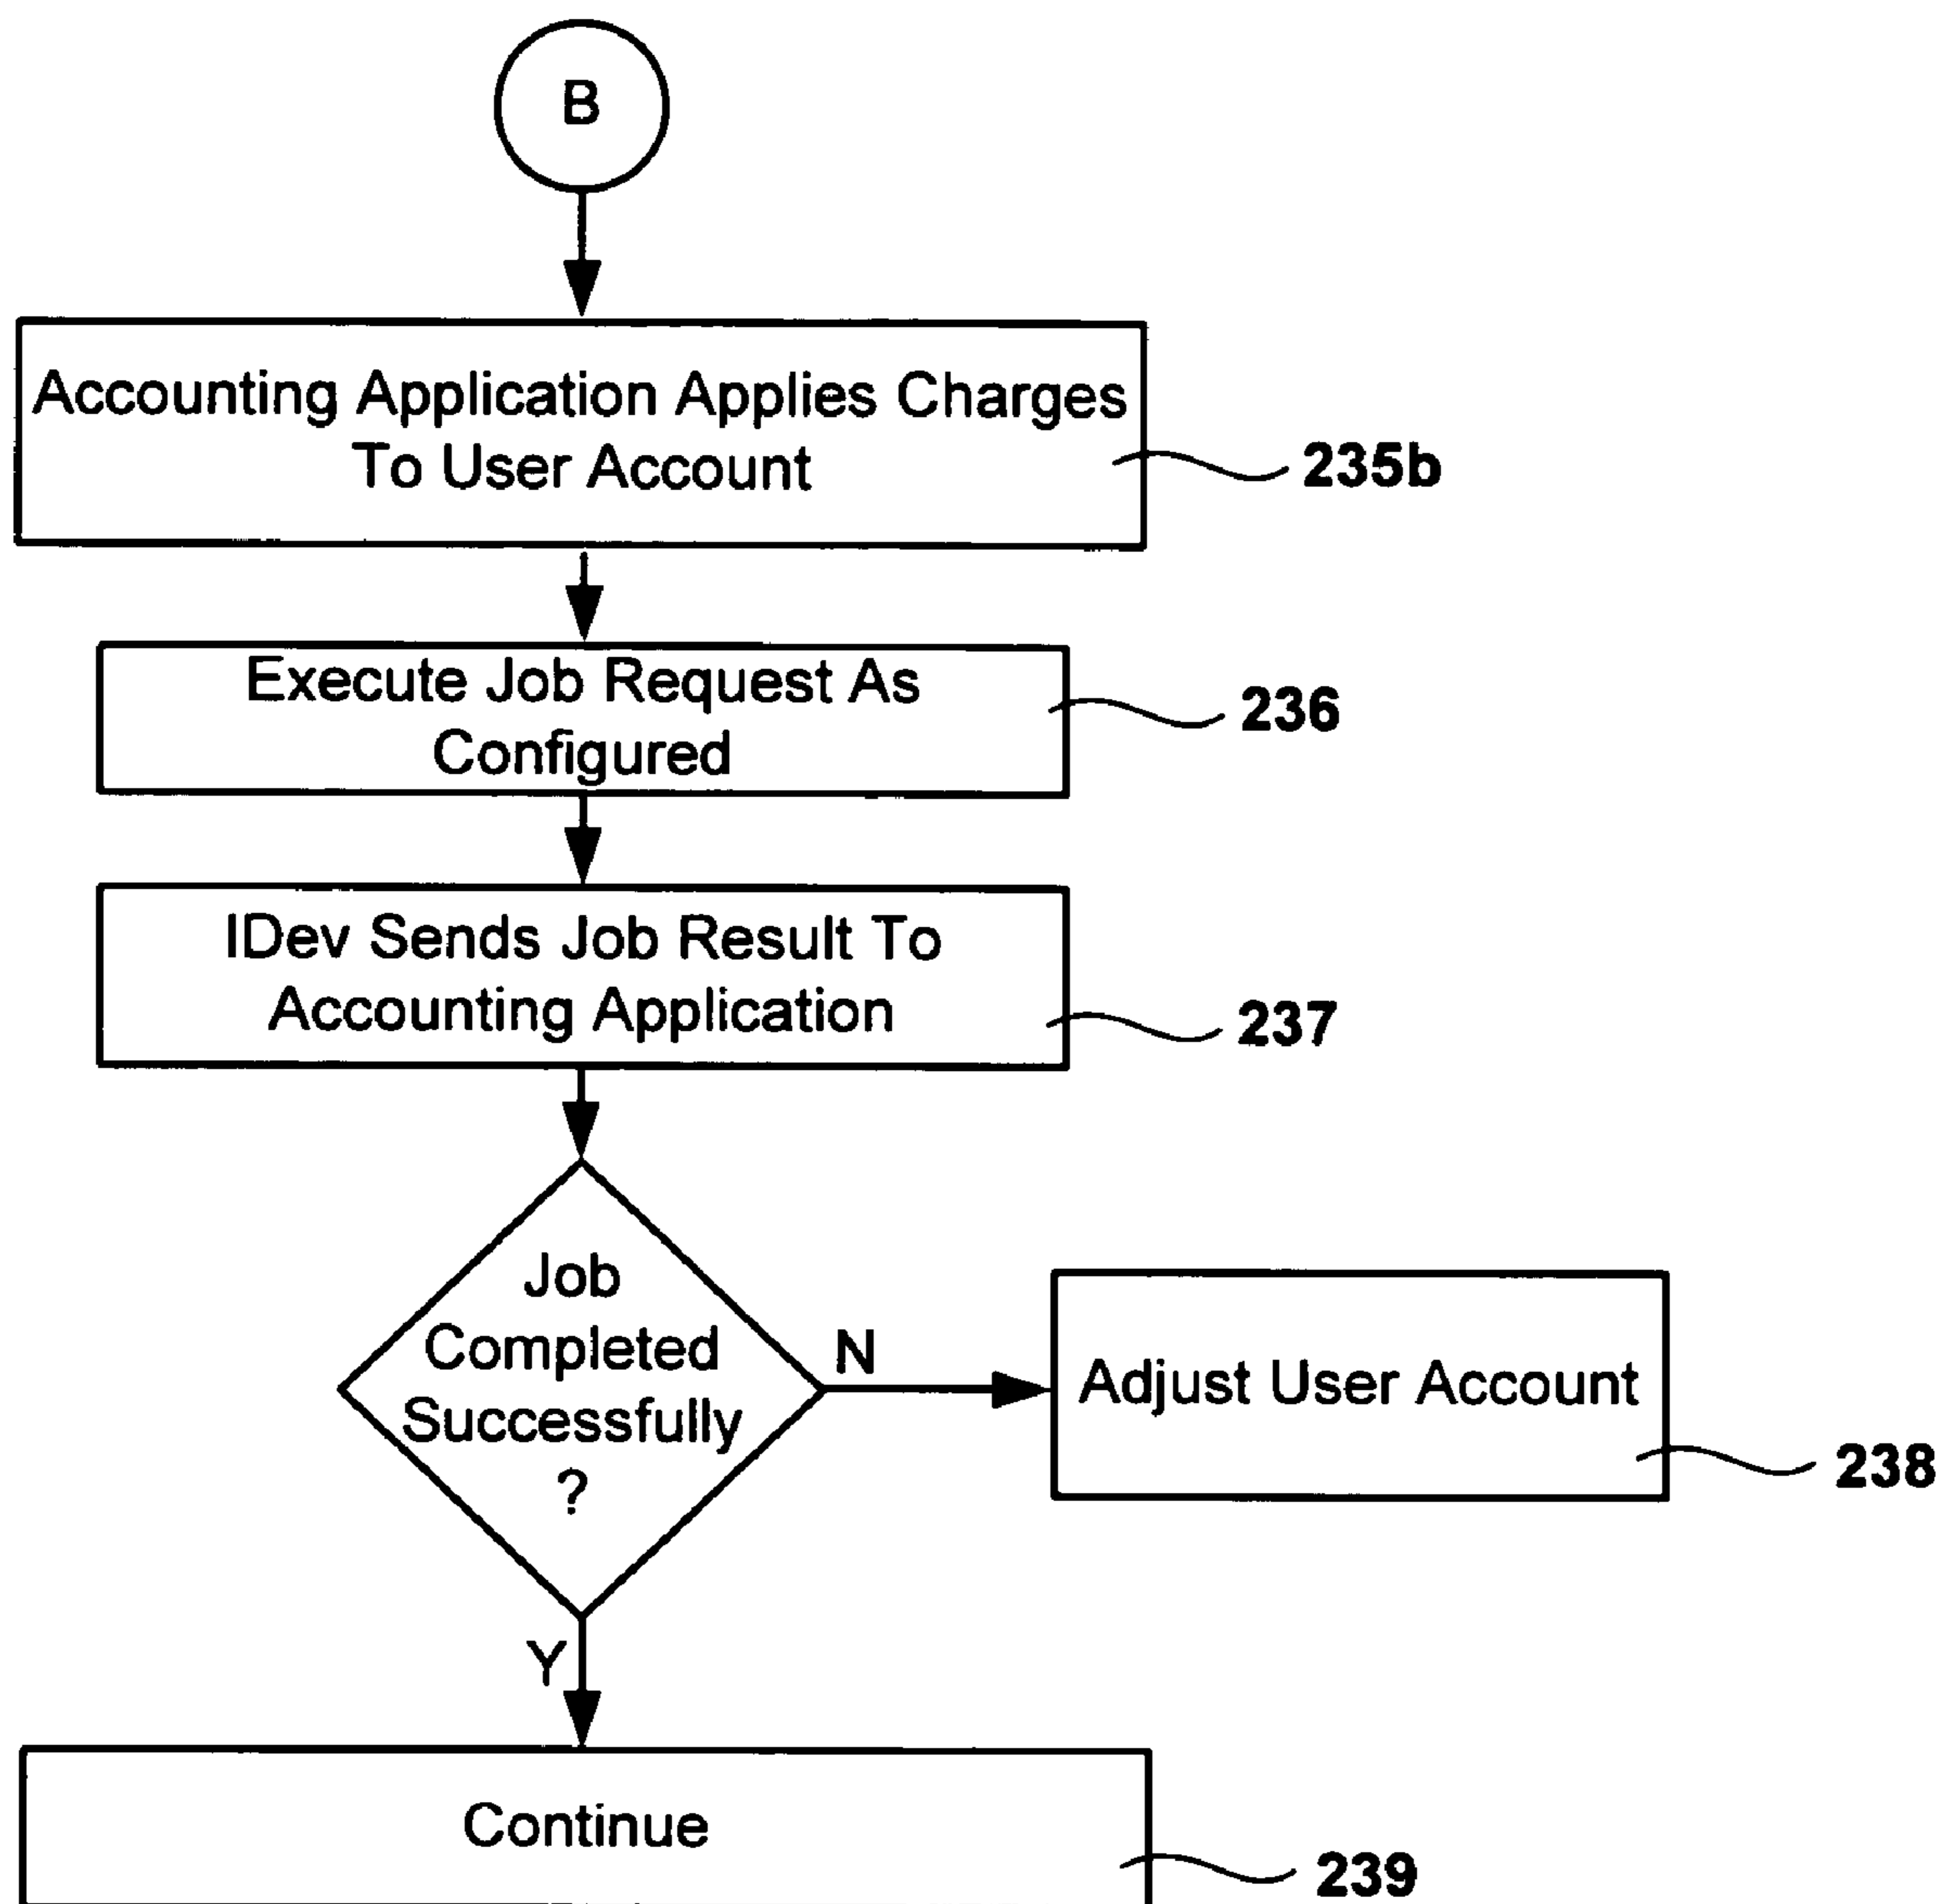 B
Accounting Application Applies Charges
To User Account
235b
Execute Job Request As
Configured
236
IDev Sends Job Result To
Accounting Application
237
Job
Completed
Successfully
?
N
Adjust User Account
238
Y
Continue
239